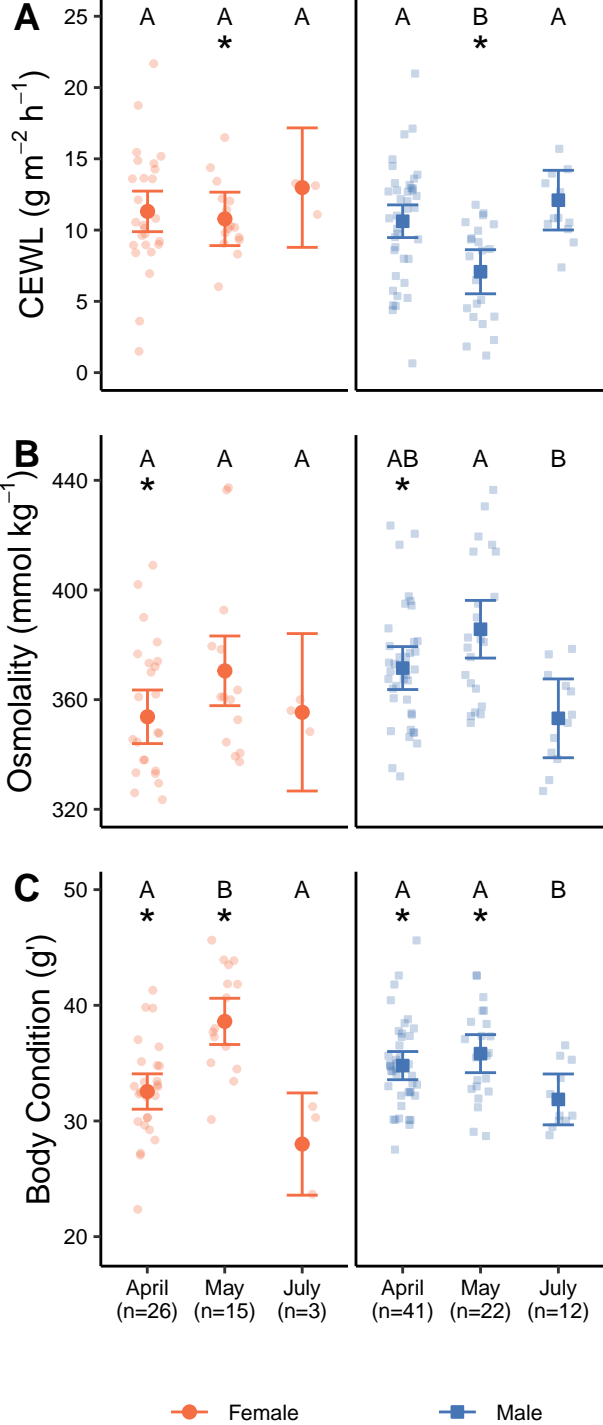 A
A A A A B A
* *
25
20
15
10
5
0
CEWL (g m⁻² h⁻¹)
B
A A A AB A B
* *
440
400
360
320
Osmolality (mmol kg⁻¹)
C
A B A A A B
* * * *
50
40
30
20
Body Condition (g')
April May July April May July
(n=26) (n=15) (n=3) (n=41) (n=22) (n=12)
Female Male